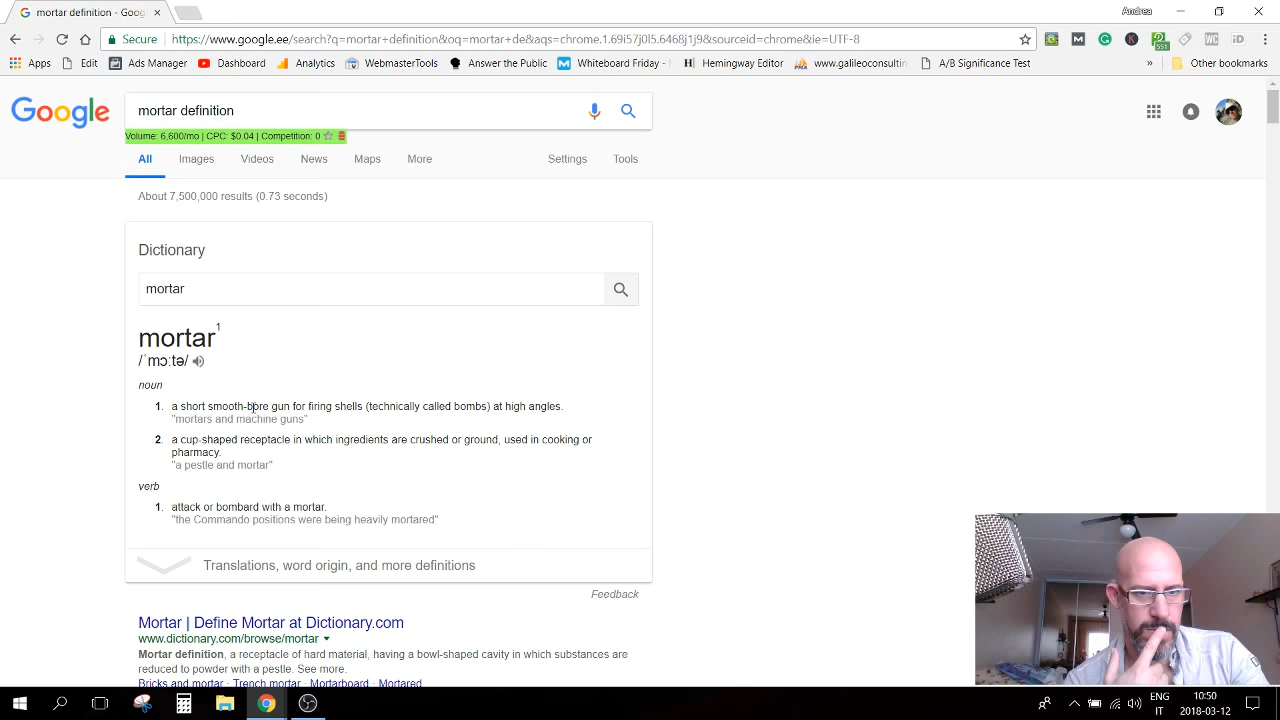 mortar definition - Goog
Andrea
Secure
https://www.google.ee/search?q=mortar+definition&oq=mortar+de&aqs=chrome.1.69i57j0l5.6468j1j9&sourceid=chrome&ie=UTF-8
Apps Edit Ads Manager Dashboard Analytics WebmasterTools Answer the Public Whiteboard Friday - Hemingway Editor www.galileoconsulting A/B Significance Test » Other bookmarks
Google
mortar definition
Volume: 6,600/mo | CPC: $0.04 | Competition: 0
All Images Videos News Maps More Settings Tools
About 7,500,000 results (0.73 seconds)
Dictionary
mortar
mortar1
/ˈmɔːtə/
noun
1. a short smooth-bore gun for firing shells (technically called bombs) at high angles.
"mortars and machine guns"
2. a cup-shaped receptacle in which ingredients are crushed or ground, used in cooking or
pharmacy.
"a pestle and mortar"
verb
1. attack or bombard with a mortar.
"the Commando positions were being heavily mortared"
Translations, word origin, and more definitions
Feedback
Mortar | Define Mortar at Dictionary.com
www.dictionary.com/browse/mortar
Mortar definition, a receptacle of hard material, having a bowl-shaped cavity in which substances are
reduced to powder with a pestle. See more.
Bricks and mortar · Trench mortar · Mortarboard · Mortared
ENG
IT
10:50
2018-03-12